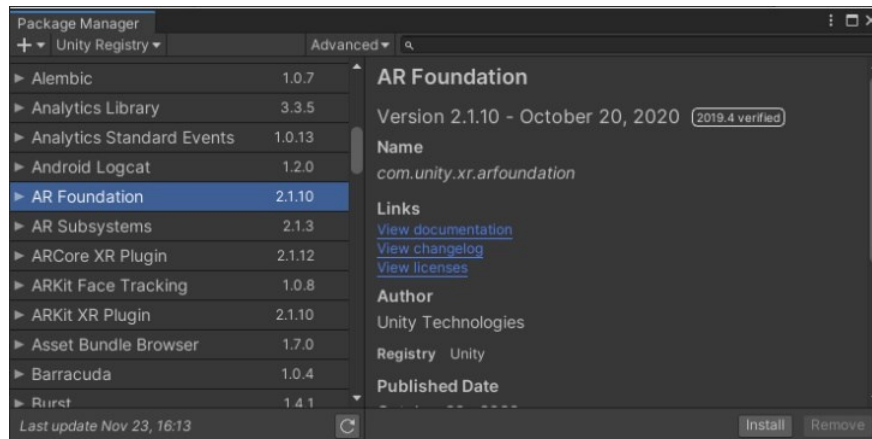 Package Manager
+ Unity Registry Advanced
Alembic 1.0.7
Analytics Library 3.3.5
Analytics Standard Events 1.0.13
Android Logcat 1.2.0
AR Foundation 2.1.10
AR Subsystems 2.1.3
ARCore XR Plugin 2.1.12
ARKit Face Tracking 1.0.8
ARKit XR Plugin 2.1.10
Asset Bundle Browser 1.7.0
Barracuda 1.0.4
Burst 1.4.1
Last update Nov 23, 16:13
AR Foundation
Version 2.1.10 - October 20, 2020 2019.4 verified
Name
com.unity.xr.arfoundation
Links
View documentation
View changelog
View licenses
Author
Unity Technologies
Registry Unity
Published Date
Install Remove